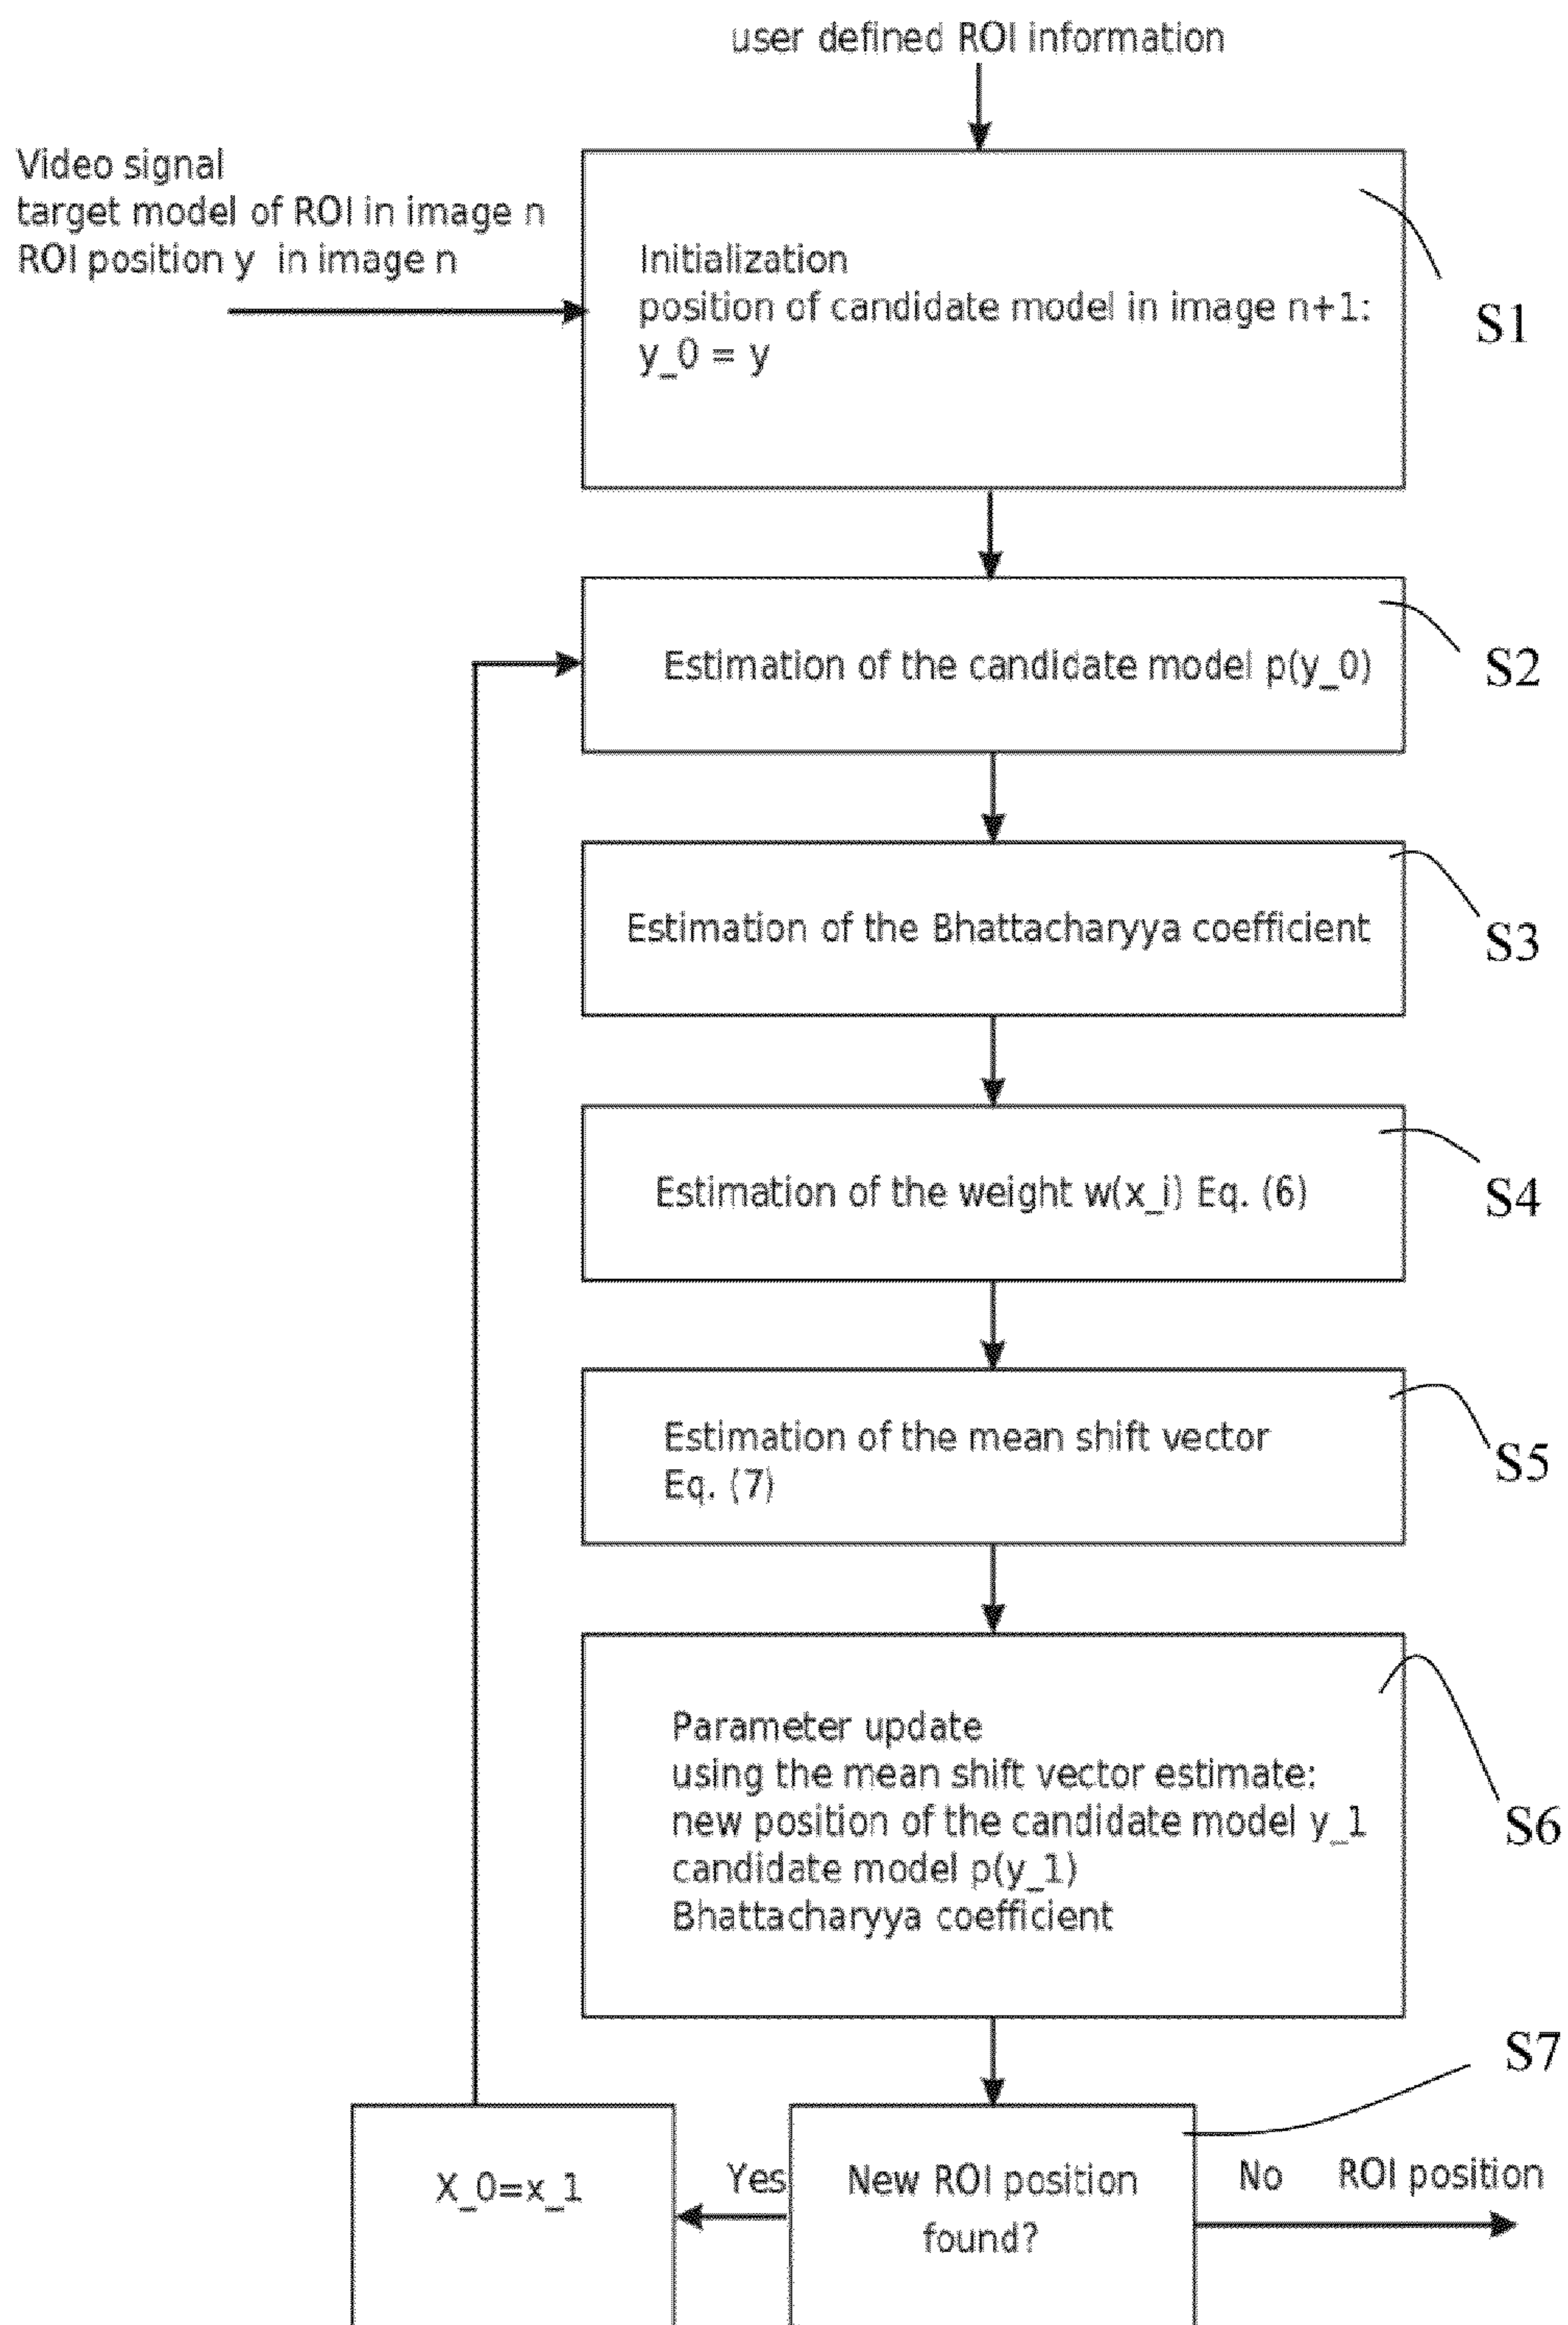 user defined ROI information
Video signal
target model of ROI in image n
ROI position y in image n
Initialization
position of candidate model in image n+1:
y_0 = y
S1
Estimation of the candidate model p(y_0)
S2
Estimation of the Bhattacharyya coefficient
S3
Estimation of the weight w(x_i) Eq. (6)
S4
Estimation of the mean shift vector
Eq. (7)
S5
Parameter update
using the mean shift vector estimate:
new position of the candidate model y_1
candidate model p(y_1)
Bhattacharyya coefficient
S6
S7
X_0=x_1
Yes
New ROI position
found?
No
ROI position